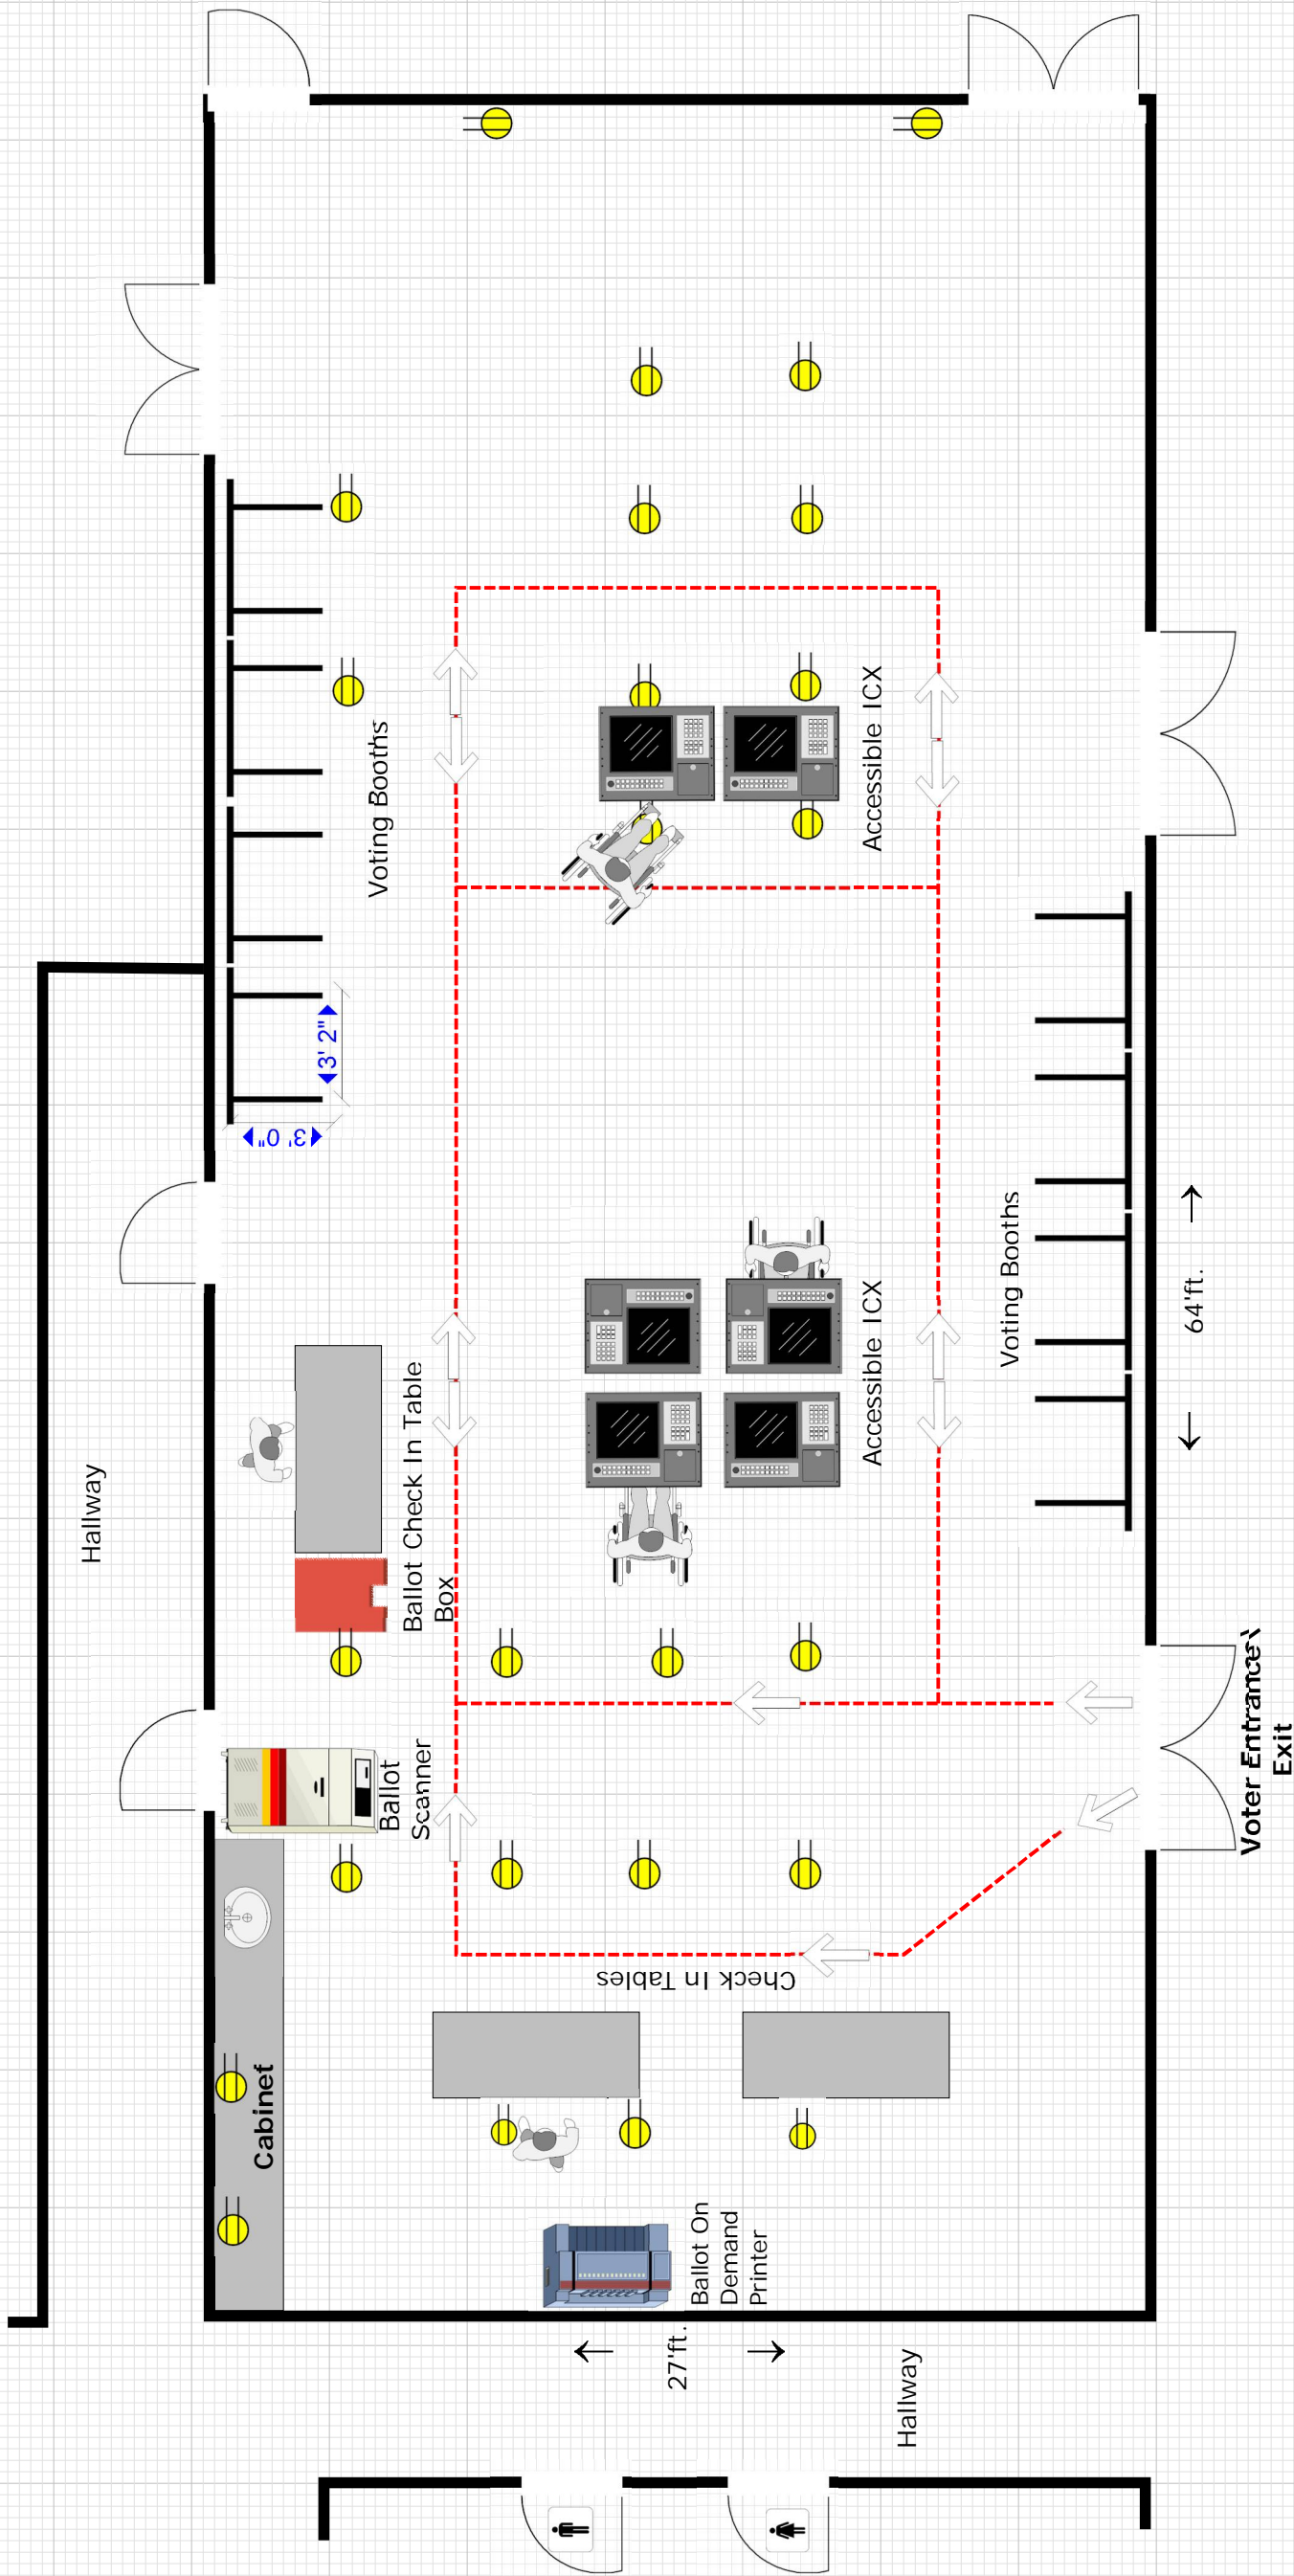 Voting Booths
Accessible ICX
3' 2"
3' 0"
Voting Booths
64'ft.
Accessible ICX
Ballot Check In Table
Box
Hallway
Ballot
Scanner
Voter Entrance\
Exit
Check In Tables
Cabinet
Ballot On
Demand
Printer
27'ft.
Hallway